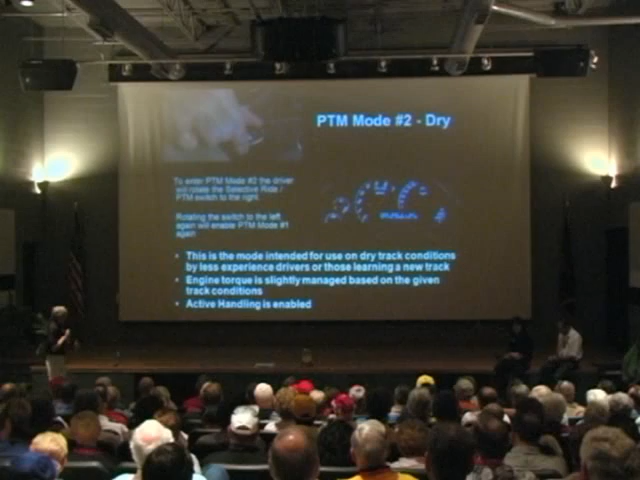 PTM Mode #2 - Dry
To enter PTM Mode #2 the driver
will rotate the Selective Ride /
PTM switch to the right.
Rotating the switch to the left
again will enable PTM Mode #1
again
• This is the mode intended for use on dry track conditions
by less experience drivers or those learning a new track
• Engine torque is slightly managed based on the given
track conditions
• Active Handling is enabled